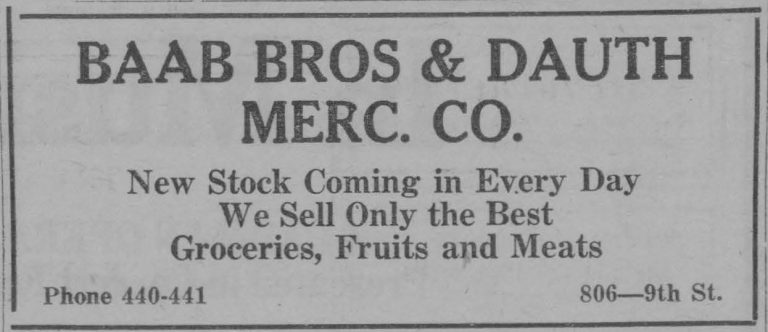 BAAB BROS & DAUTH
MERC. CO.
New Stock Coming in Every Day
We Sell Only the Best
Groceries, Fruits and Meats
Phone 440-441 806—9th St.